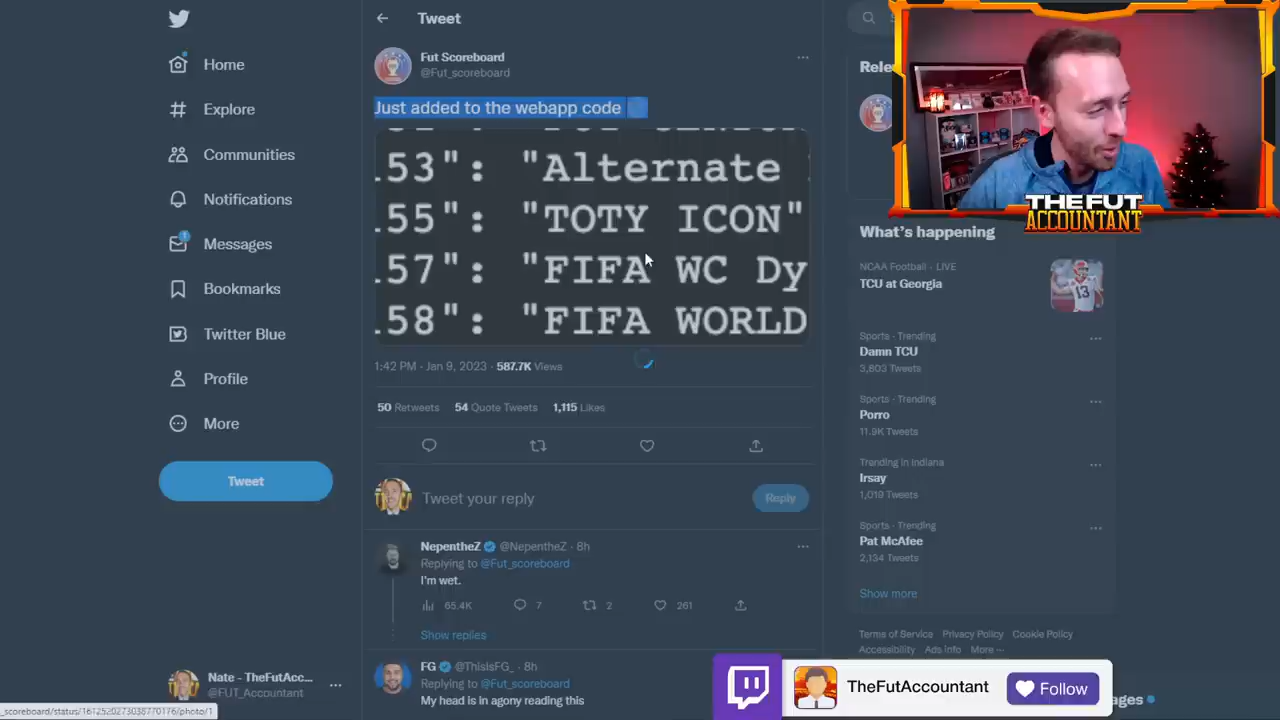 Home
Explore
Communities
Notifications
1
Messages
Bookmarks
Twitter Blue
Profile
More
Tweet
Nate - TheFutAcc...
@FUT_Accountant
_scoreboard/status/1612520273038770176/photo/1
Tweet
Fut Scoreboard
@Fut_scoreboard
Just added to the webapp code
53": "Alternate
55": "TOTY ICON"
57": "FIFA WC Dy
58": "FIFA WORLD
1:42 PM · Jan 9, 2023 · 587.7K Views
50 Retweets 54 Quote Tweets 1,115 Likes
Tweet your reply
Reply
NepentheZ @NepentheZ · 8h
Replying to @Fut_scoreboard
I'm wet.
65.4K 7 2 261
Show replies
FG @ThisIsFG_ · 8h
Replying to @Fut_scoreboard
My head is in agony reading this
THE FUT
ACCOUNTANT
What's happening
NCAA Football · LIVE
TCU at Georgia
Sports · Trending
Damn TCU
3,803 Tweets
Sports · Trending
Porro
11.9K Tweets
Trending in Indiana
Irsay
1,019 Tweets
Sports · Trending
Pat McAfee
2,134 Tweets
Show more
Terms of Service Privacy Policy Cookie Policy
Accessibility Ads info More ···
TheFutAccountant
Follow